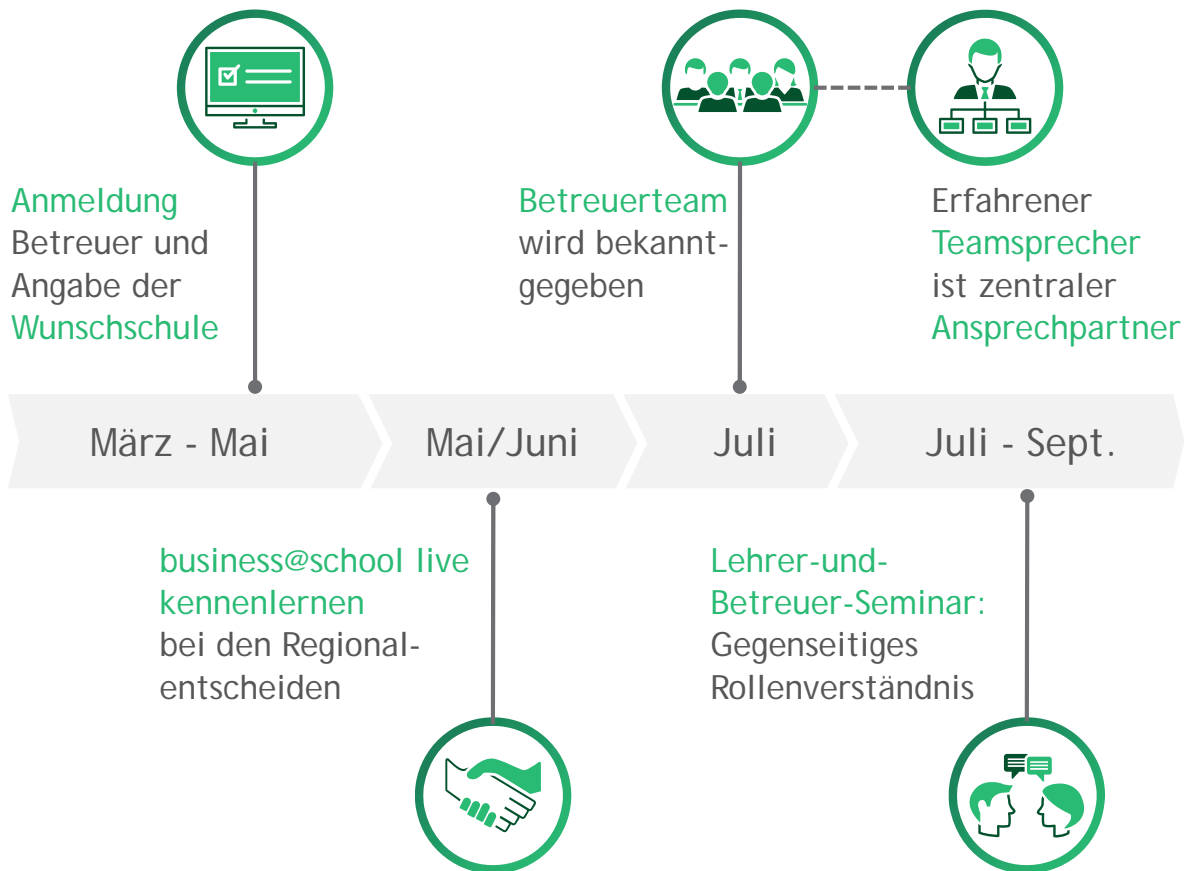 Anmeldung
Betreuer und
Angabe der
Wunschschule
Betreuerteam
wird bekannt-
gegeben
Erfahrener
Teamsprecher
ist zentraler
Ansprechpartner
März - Mai
Mai/Juni
Juli
Juli - Sept.
business@school live
kennenlernen
bei den Regional-
entscheiden
Lehrer-und-
Betreuer-Seminar:
Gegenseitiges
Rollenverständnis